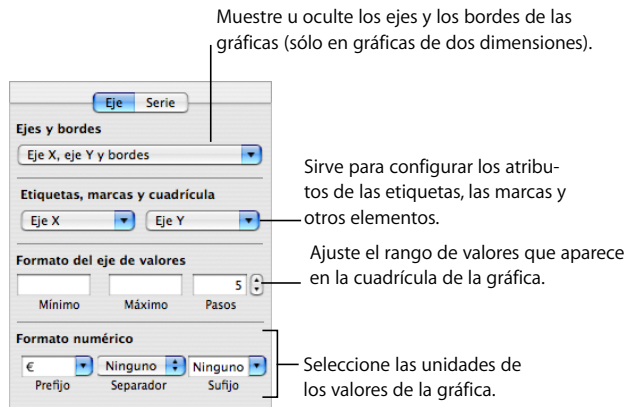 Muestre u oculte los ejes y los bordes de las
gráficas (sólo en gráficas de dos dimensiones).
Eje Serie
Ejes y bordes
Eje X, eje Y y bordes
Sirve para configurar los atribu-
tos de las etiquetas, las marcas y
otros elementos.
Etiquetas, marcas y cuadrícula
Eje X Eje Y
Ajuste el rango de valores que aparece
en la cuadrícula de la gráfica.
Formato del eje de valores
5
Mínimo Máximo Pasos
Formato numérico
€ Ninguno Ninguno
Prefijo Separador Sufijo
Seleccione las unidades de
los valores de la gráfica.